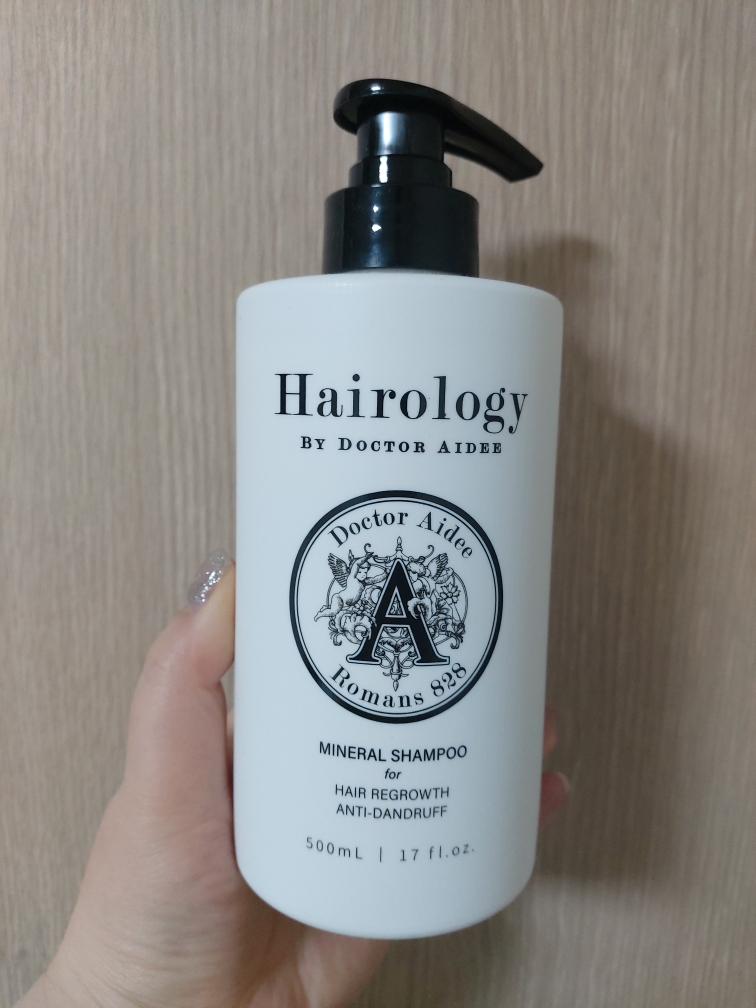 Hairology
BY DOCTOR AIDEE
Doctor Aidee
A
Romans 828
MINERAL SHAMPOO
for
HAIR REGROWTH
ANTI-DANDRUFF
500mL | 17 fl.oz.